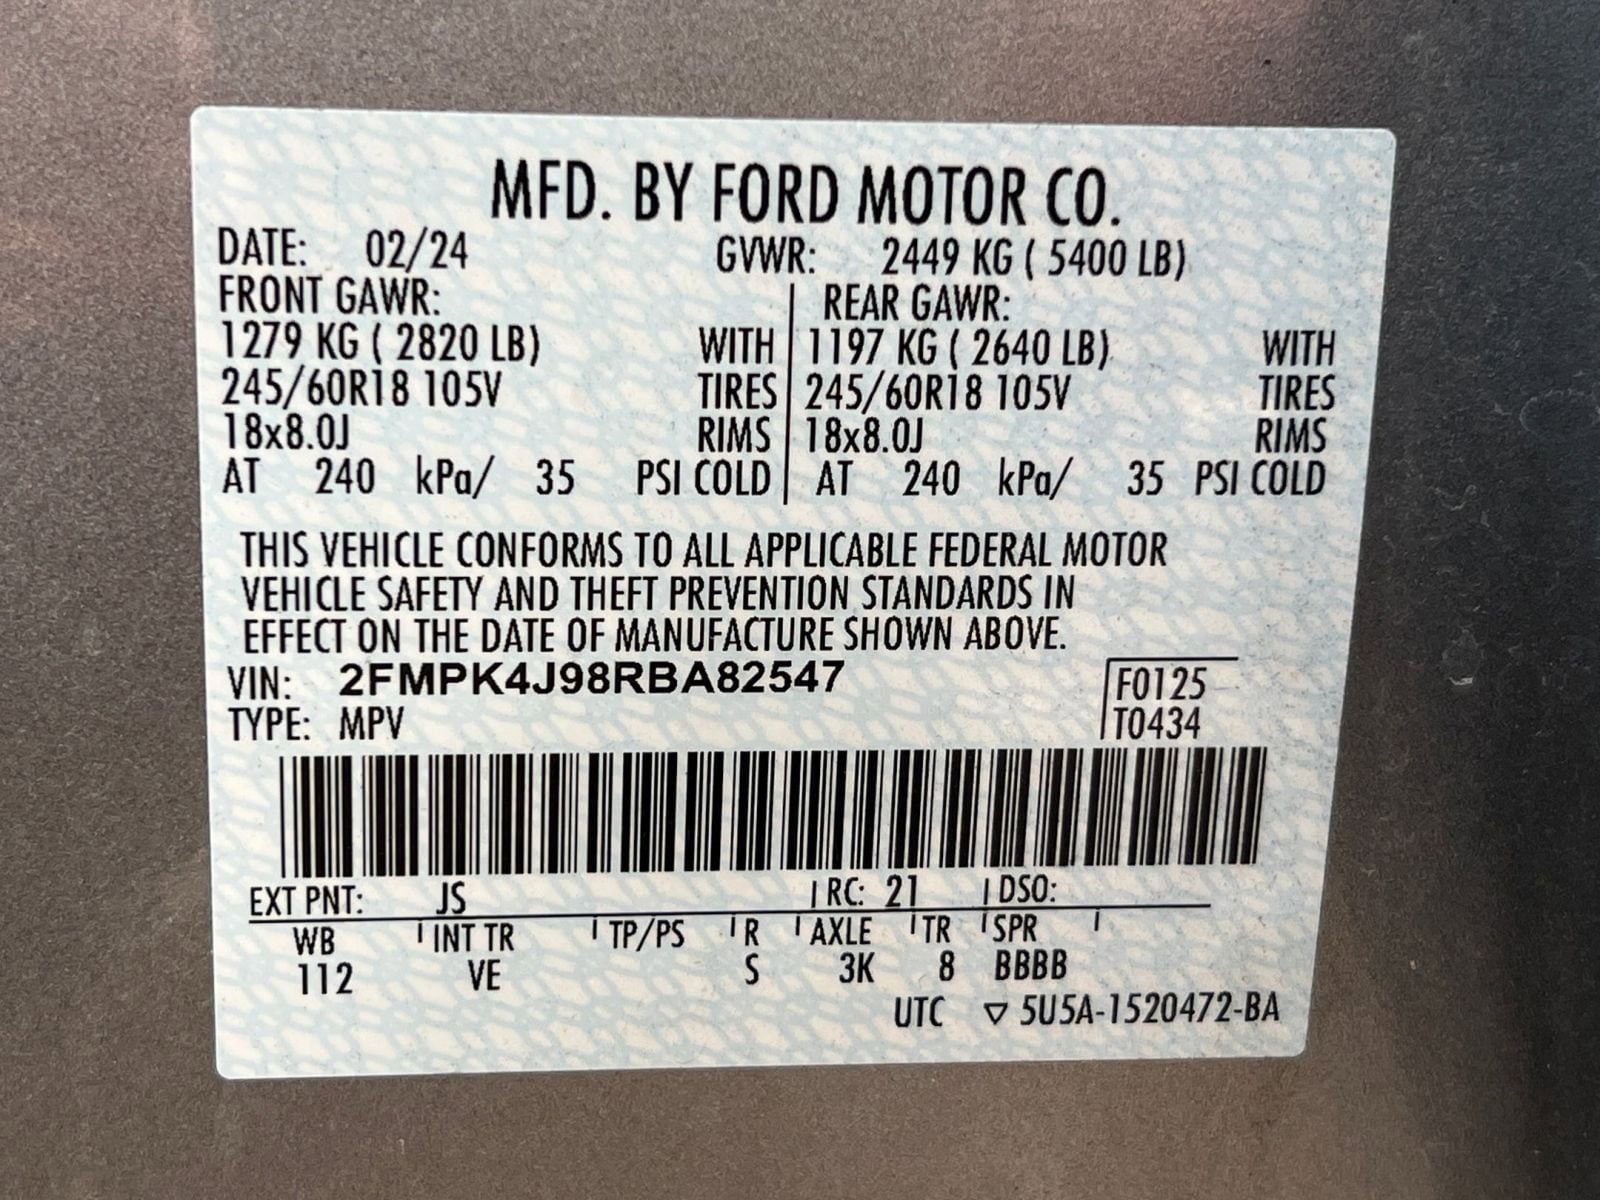 MFD. BY FORD MOTOR CO.
DATE: 02/24 GVWR: 2449 KG ( 5400 LB)
FRONT GAWR: REAR GAWR:
1279 KG ( 2820 LB) WITH 1197 KG ( 2640 LB) WITH
245/60R18 105V TIRES 245/60R18 105V TIRES
18x8.0J RIMS 18x8.0J RIMS
AT 240 kPa/ 35 PSI COLD AT 240 kPa/ 35 PSI COLD
THIS VEHICLE CONFORMS TO ALL APPLICABLE FEDERAL MOTOR
VEHICLE SAFETY AND THEFT PREVENTION STANDARDS IN
EFFECT ON THE DATE OF MANUFACTURE SHOWN ABOVE.
VIN: 2FMPK4J98RBA82547 F0125
TYPE: MPV T0434
EXT PNT: JS RC: 21 DSO:
WB INT TR TP/PS R AXLE TR SPR
112 VE S 3K 8 BBBB
UTC ▽ 5U5A-1520472-BA